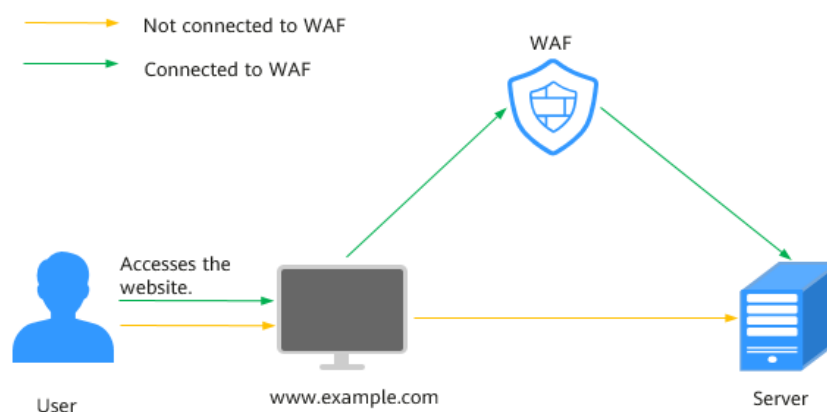 Not connected to WAF
Connected to WAF
WAF
Accesses the
website.
User
www.example.com
Server